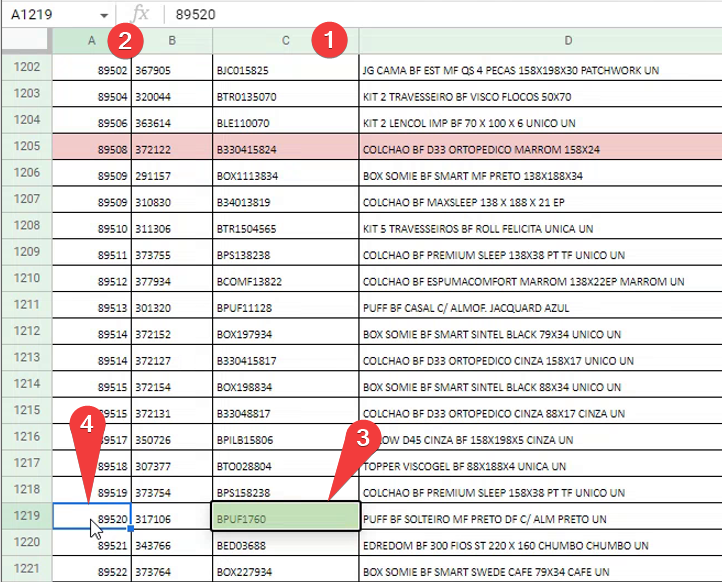 A1219 fx 89520
A 2 B C 1 D
1202 89502 367905 BJC015825 JG CAMA BF EST MF QS 4 PECAS 158X198X30 PATCHWORK UN
1203 89504 320044 BTR0135070 KIT 2 TRAVESSEIRO BF VISCO FLOCOS 50X70
1204 89506 363614 BLE110070 KIT 2 LENCOL IMP BF 70 X 100 X 6 UNICO UN
1205 89508 372122 B330415824 COLCHAO BF D33 ORTOPEDICO MARROM 158X24
1206 89509 291157 BOX1113834 BOX SOMIE BF SMART MF PRETO 138X188X34
1207 89509 310830 B34013819 COLCHAO BF MAXSLEEP 138 X 188 X 21 EP
1208 89510 311306 BTR1504565 KIT 5 TRAVESSEIROS BF ROLL FELICITA UNICA UN
1209 89511 373755 BPS138238 COLCHAO BF PREMIUM SLEEP 138X38 PT TF UNICO UN
1210 89512 377934 BCOMF13822 COLCHAO BF ESPUMACOMFORT MARROM 138X22EP MARROM UN
1211 89513 301320 BPUF11128 PUFF BF CASAL C/ ALMOF. JACQUARD AZUL
1212 89514 372152 BOX197934 BOX SOMIE BF SMART SINTEL BLACK 79X34 UNICO UN
1213 89514 372127 B330415817 COLCHAO BF D33 ORTOPEDICO CINZA 158X17 UNICO UN
1214 89515 372154 BOX198834 BOX SOMIE BF SMART SINTEL BLACK 88X34 UNICO UN
1215 89515 372131 B33048817 COLCHAO BF D33 ORTOPEDICO CINZA 88X17 CINZA UN
1216 4 89517 350726 BPILB15806 3 LOW D45 CINZA BF 158X198X5 CINZA UN
1217 89518 307377 BTO028804 TOPPER VISCOGEL BF 88X188X4 UNICA UN
1218 89519 373754 BPS158238 COLCHAO BF PREMIUM SLEEP 158X38 PT TF UNICO UN
1219 89520 317106 BPUF1760 PUFF BF SOLTEIRO MF PRETO DF C/ ALM PRETO UN
1220 89521 343766 BED03688 EDREDOM BF 300 FIOS ST 220 X 160 CHUMBO CHUMBO UN
1221 89522 373764 BOX227934 BOX SOMIE BF SMART SWEDE CAFE 79X34 CAFE UN